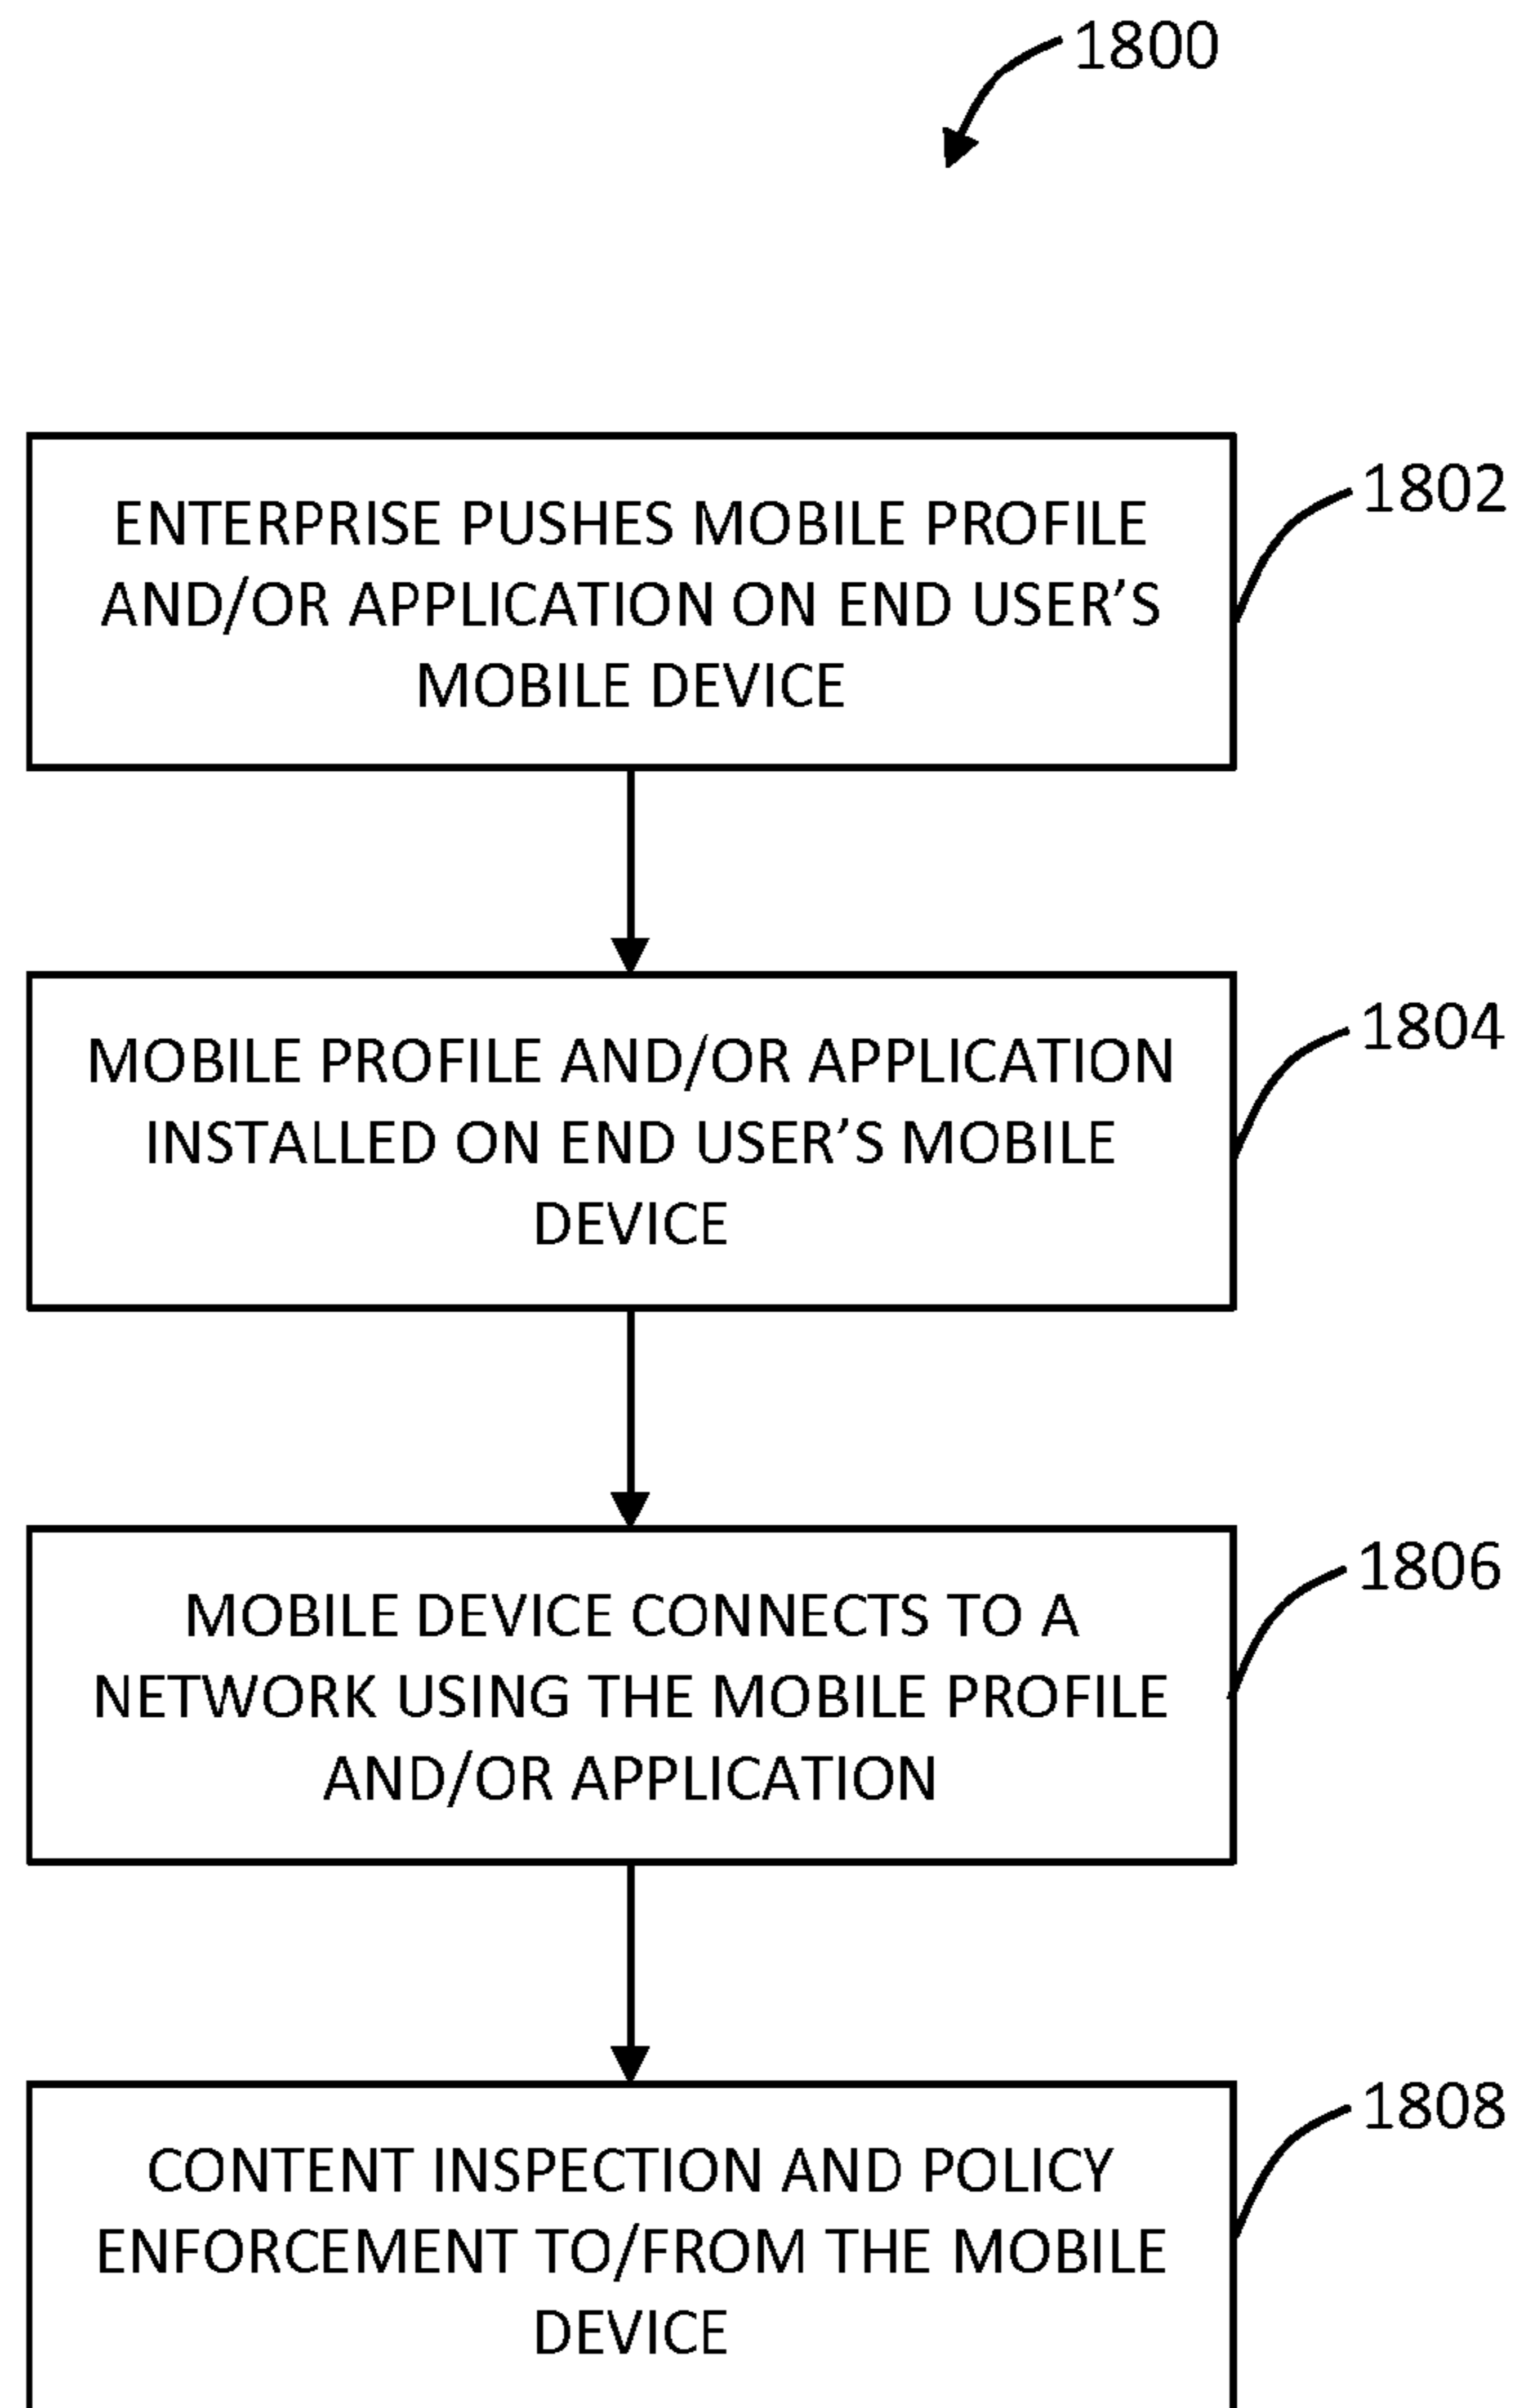 1800
ENTERPRISE PUSHES MOBILE PROFILE
AND/OR APPLICATION ON END USER’S
MOBILE DEVICE
1802
MOBILE PROFILE AND/OR APPLICATION
INSTALLED ON END USER’S MOBILE
DEVICE
1804
MOBILE DEVICE CONNECTS TO A
NETWORK USING THE MOBILE PROFILE
AND/OR APPLICATION
1806
CONTENT INSPECTION AND POLICY
ENFORCEMENT TO/FROM THE MOBILE
DEVICE
1808